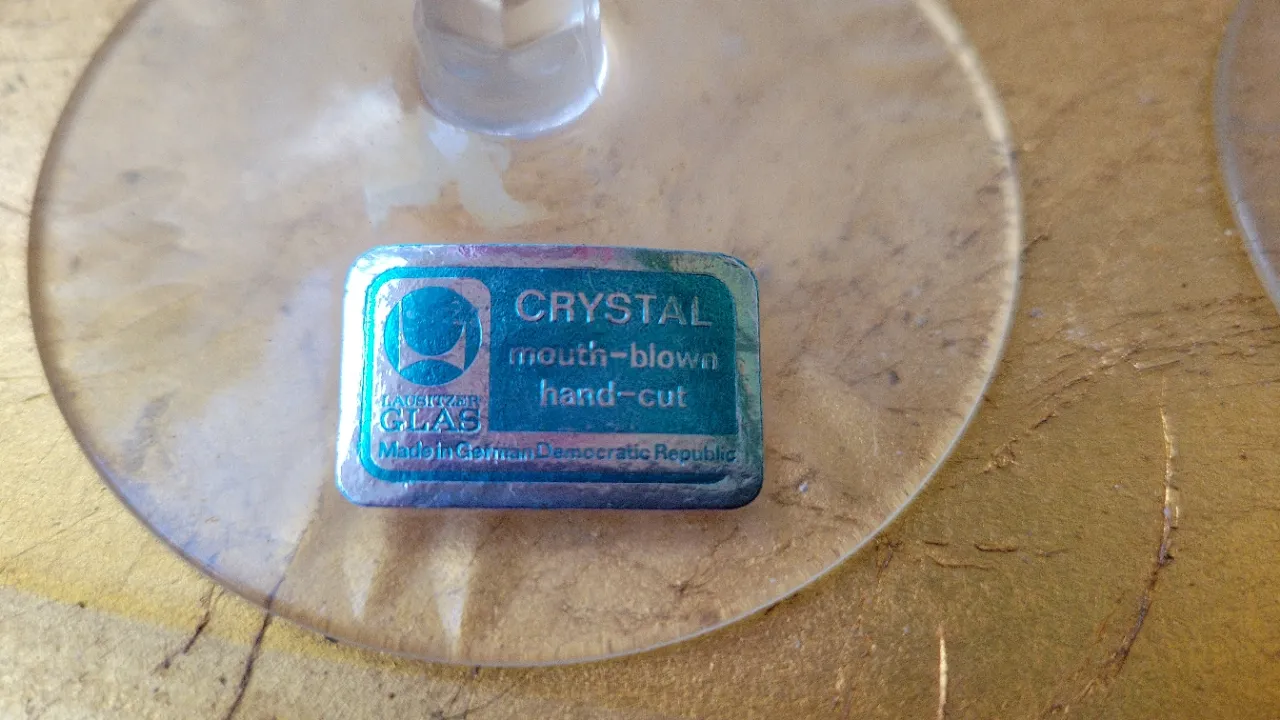 CRYSTAL
mouth-blown
hand-cut
LAUSITZER
GLAS
Made in German Democratic Republic